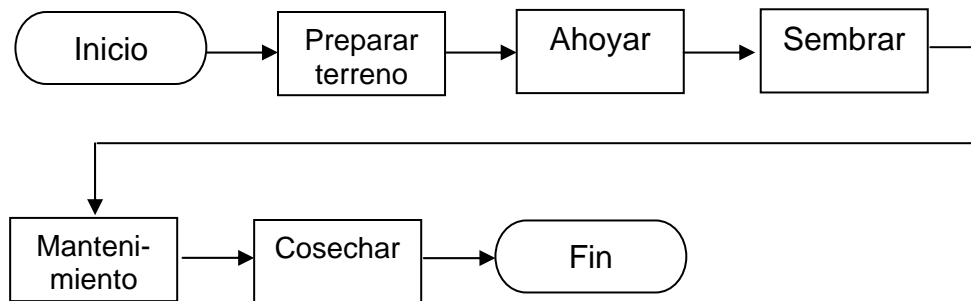 Inicio
Preparar
terreno
Ahoyar
Sembrar
Manteni-
miento
Cosechar
Fin